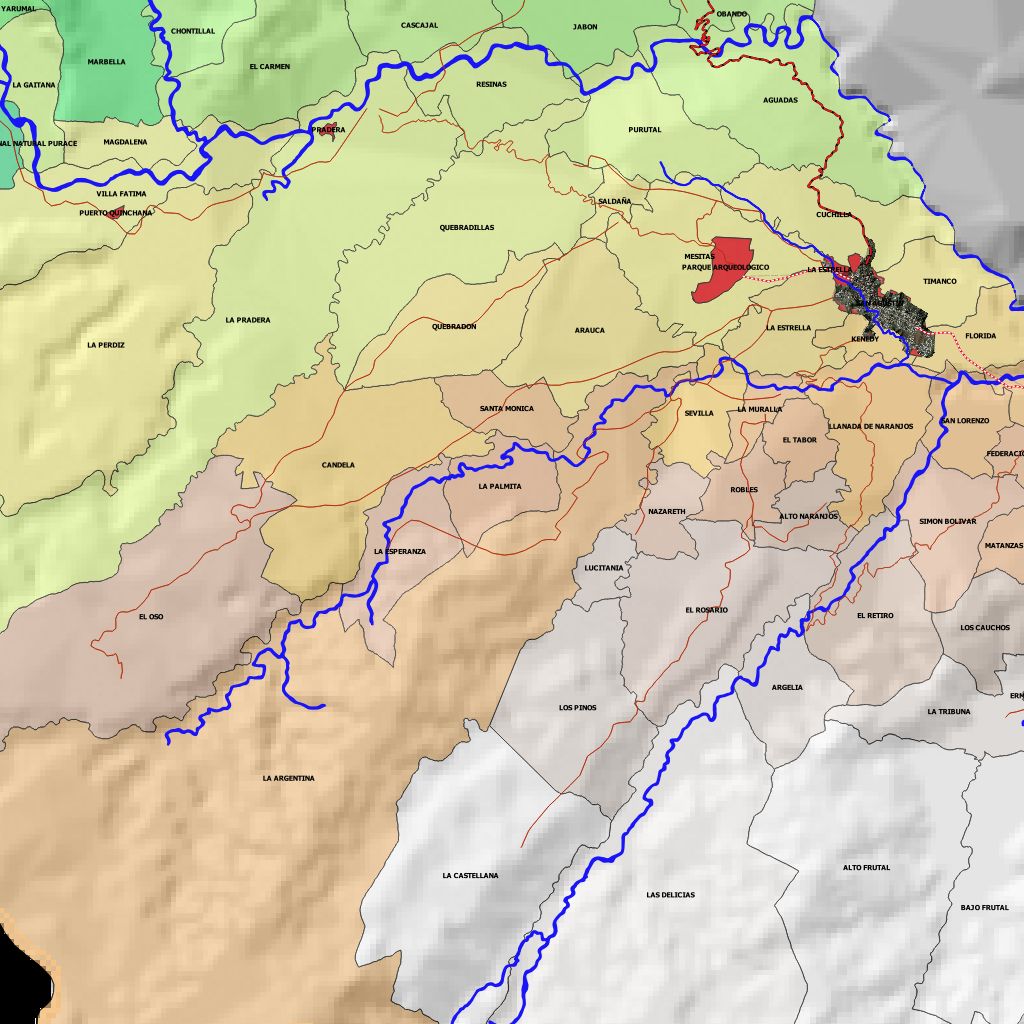 YARUMAL
OBANDO
CHONTILLAL
CASCAJAL
JABON
MARBELLA
EL CARMEN
LA GAITANA
RESINAS
AGUADAS
PRADERA
PURUTAL
NAL NATURAL PURACE
MAGDALENA
VILLA FATIMA
SALDAÑA
PUERTO QUINCHANA
CUCHILLA
QUEBRADILLAS
MESITAS
PARQUE ARQUEOLOGICO
LA ESTRELLA
TIMANCO
LA PRADERA
QUEBRADON
ARAUCA
LA ESTRELLA
KENEDY
FLORIDA
LA PERDIZ
SANTA MONICA
SEVILLA
LA MURALLA
EL TABOR
LLANADA DE NARANJOS
SAN LORENZO
FEDERACIO
CANDELA
LA PALMITA
ROBLES
NAZARETH
ALTO NARANJOS
SIMON BOLIVAR
MATANZAS
LA ESPERANZA
LUCITANIA
EL OSO
EL ROSARIO
EL RETIRO
LOS CAUCHOS
ARGELIA
ERM
LOS PINOS
LA TRIBUNA
LA ARGENTINA
LA CASTELLANA
ALTO FRUTAL
LAS DELICIAS
BAJO FRUTAL